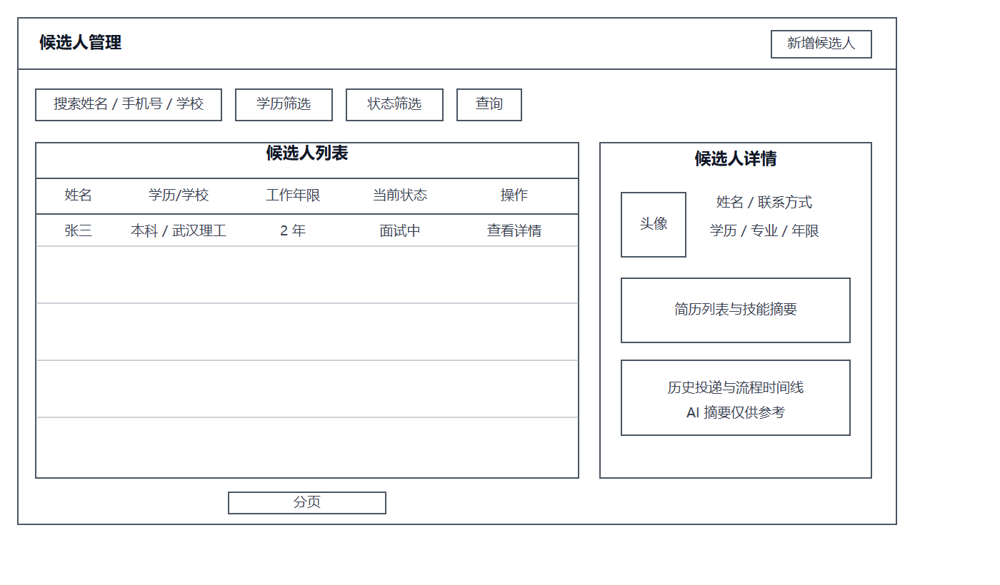 候选人管理
新增候选人
搜索姓名 / 手机号 / 学校
学历筛选
状态筛选
查询
候选人列表
姓名 学历/学校 工作年限 当前状态 操作
张三 本科 / 武汉理工 2 年 面试中 查看详情
分页
候选人详情
头像
姓名 / 联系方式
学历 / 专业 / 年限
简历列表与技能摘要
历史投递与流程时间线
AI 摘要仅供参考